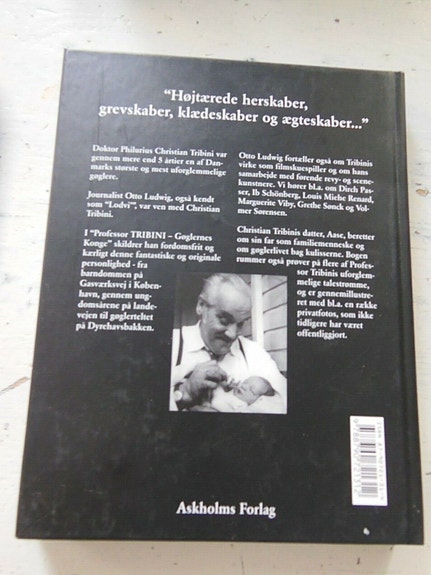 “Højtærede herskaber,
grevskaber, klædeskaber og ægteskaber...”
Doktor Philurius Christian Tribini var
gennem mere end 5 årtier en af Dan-
marks største og mest uforglemmelige
gøglere.
Journalist Otto Ludwig, også kendt
som "Lodvi", var ven med Christian
Tribini.
I “Professor TRIBINI – Gøglernes
Konge” skildrer han fordomsfrit og
kærligt denne fantastiske og originale
personlighed - fra
barndommen på
Gasværksvej i Køben-
havn, gennem ung-
domsårene på lande-
vejen til gøglerteltet
på Dyrehavsbakken.
Otto Ludwig fortæller også om Tribinis
virke som filmskuespiller og om hans
samarbejde med førende revy- og scene-
kunstnere. Vi hører bl.a. om Dirch Pas-
ser, Ib Schönberg, Louis Miehe Renard,
Marguerite Viby, Grethe Sønck og Vol-
mer Sørensen.
Christian Tribinis datter, Aase, beretter
om sin far som familiemenneske og
om gøglerlivet bag kulisserne. Bogen
rummer også prøver på flere af Profes-
sor Tribinis uforglem-
melige talestrømme,
og er gennemillustre-
ret med bl.a. en række
privatfotos, som ikke
tidligere har været
offentliggjort.
Askholms Forlag